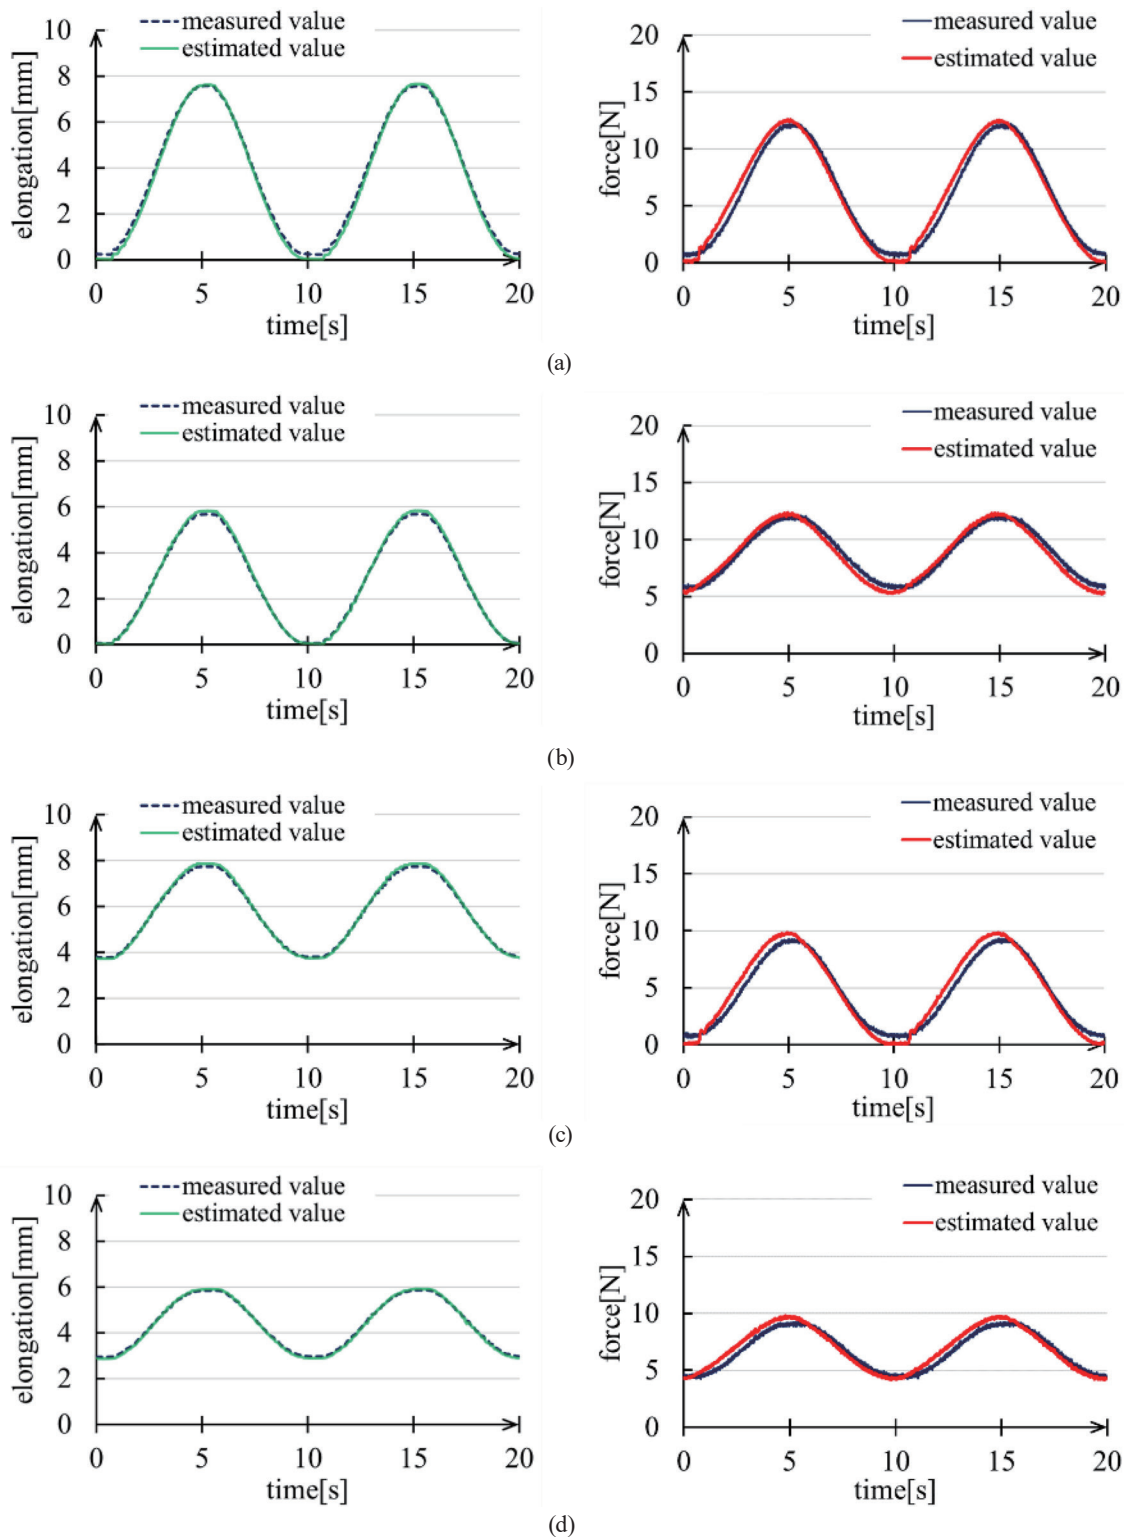 measured value
estimated value
elongation[mm]
10
8
6
4
2
0
0 5 10 15 20
time[s]
measured value
estimated value
force[N]
20
15
10
5
0
0 5 10 15 20
time[s]
(a)
measured value
estimated value
elongation[mm]
10
8
6
4
2
0
0 5 10 15 20
time[s]
measured value
estimated value
force[N]
20
15
10
5
0
0 5 10 15 20
time[s]
(b)
measured value
estimated value
elongation[mm]
10
8
6
4
2
0
0 5 10 15 20
time[s]
measured value
estimated value
force[N]
20
15
10
5
0
0 5 10 15 20
time[s]
(c)
measured value
estimated value
elongation[mm]
10
8
6
4
2
0
0 5 10 15 20
time[s]
measured value
estimated value
force[N]
20
15
10
5
0
0 5 10 15 20
time[s]
(d)